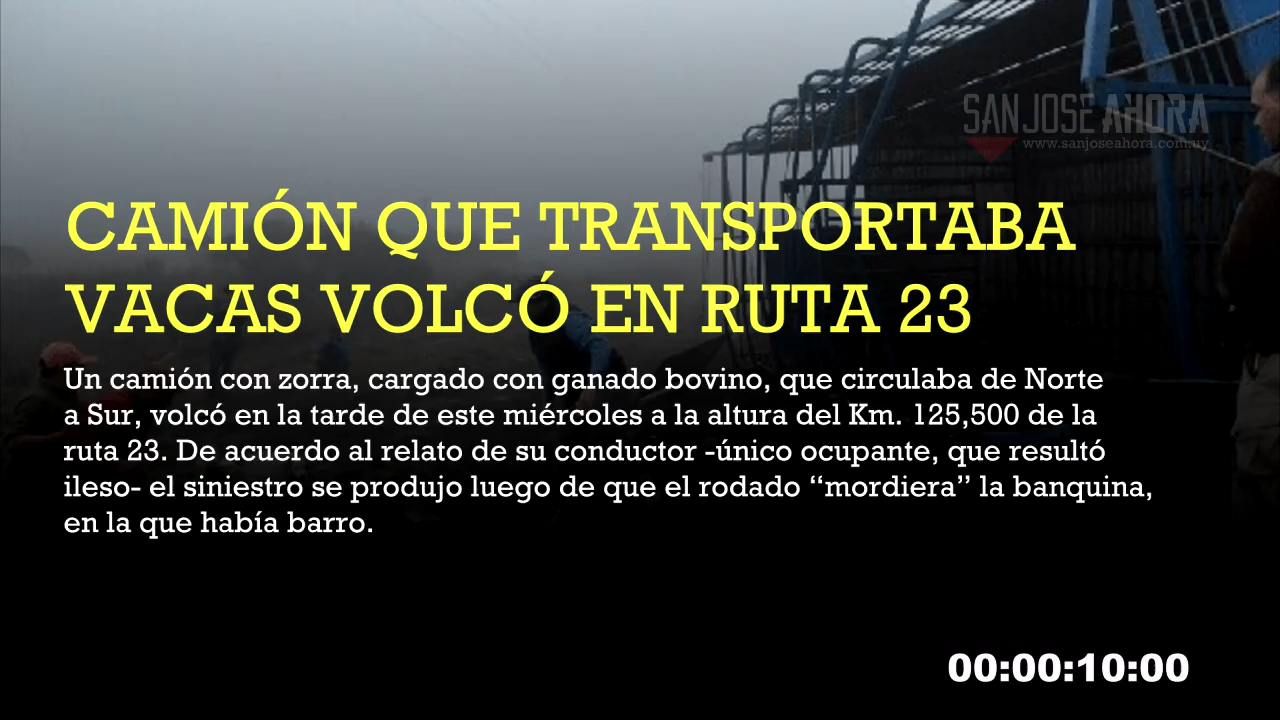 SAN JOSE AHORA
www.sanjoseahora.com.uy
CAMIÓN QUE TRANSPORTABA
VACAS VOLCÓ EN RUTA 23
Un camión con zorra, cargado con ganado bovino, que circulaba de Norte
a Sur, volcó en la tarde de este miércoles a la altura del Km. 125,500 de la
ruta 23. De acuerdo al relato de su conductor -único ocupante, que resultó
ileso- el siniestro se produjo luego de que el rodado “mordiera” la banquina,
en la que había barro.
00:00:10:00